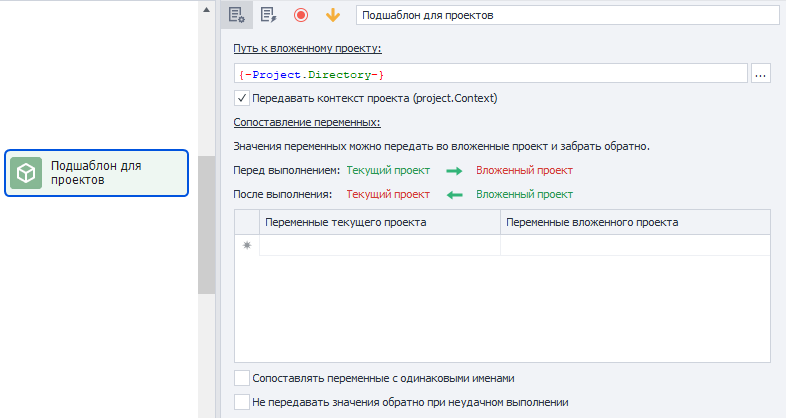 Подшаблон для проектов
Путь к вложенному проекту:
{-Project.Directory-}
...
Передавать контекст проекта (project.Context)
Сопоставление переменных:
Значения переменных можно передать во вложенные проект и забрать обратно.
Подшаблон для
проектов
Перед выполнением: Текущий проект Вложенный проект
После выполнения: Текущий проект Вложенный проект
Переменные текущего проекта Переменные вложенного проекта
Сопоставлять переменные с одинаковыми именами
Не передавать значения обратно при неудачном выполнении